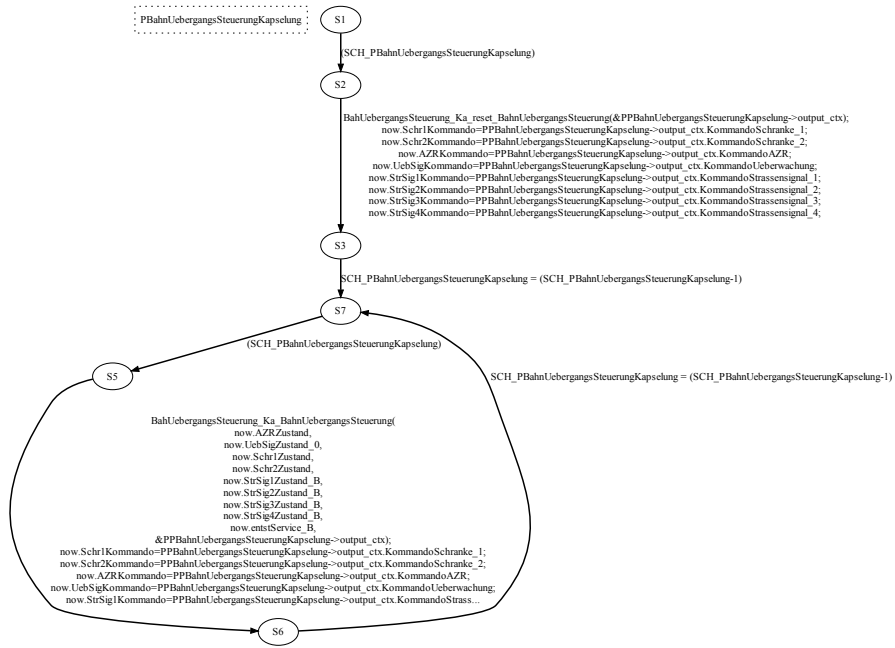 PBahnUebergangsSteuerungKapselung
S1
(SCH_PBahnUebergangsSteuerungKapselung)
S2
BahUebergangsSteuerung_Ka_reset_BahnUebergangsSteuerung(&PPBahnUebergangsSteuerungKapselung->output_ctx);
now.Schr1Kommando=PPBahnUebergangsSteuerungKapselung->output_ctx.KommandoSchranke_1;
now.Schr2Kommando=PPBahnUebergangsSteuerungKapselung->output_ctx.KommandoSchranke_2;
now.AZRKommando=PPBahnUebergangsSteuerungKapselung->output_ctx.KommandoAZR;
now.UebSigKommando=PPBahnUebergangsSteuerungKapselung->output_ctx.KommandoUeberwachung;
now.StrSig1Kommando=PPBahnUebergangsSteuerungKapselung->output_ctx.KommandoStrassensignal_1;
now.StrSig2Kommando=PPBahnUebergangsSteuerungKapselung->output_ctx.KommandoStrassensignal_2;
now.StrSig3Kommando=PPBahnUebergangsSteuerungKapselung->output_ctx.KommandoStrassensignal_3;
now.StrSig4Kommando=PPBahnUebergangsSteuerungKapselung->output_ctx.KommandoStrassensignal_4;
S3
SCH_PBahnUebergangsSteuerungKapselung = (SCH_PBahnUebergangsSteuerungKapselung-1)
S7
(SCH_PBahnUebergangsSteuerungKapselung)
S5
SCH_PBahnUebergangsSteuerungKapselung = (SCH_PBahnUebergangsSteuerungKapselung-1)
BahUebergangsSteuerung_Ka_BahnUebergangsSteuerung(
now.AZRZustand,
now.UebSigZustand_0,
now.Schr1Zustand,
now.Schr2Zustand,
now.StrSig1Zustand_B,
now.StrSig2Zustand_B,
now.StrSig3Zustand_B,
now.StrSig4Zustand_B,
now.entstService_B,
&PPBahnUebergangsSteuerungKapselung->output_ctx);
now.Schr1Kommando=PPBahnUebergangsSteuerungKapselung->output_ctx.KommandoSchranke_1;
now.Schr2Kommando=PPBahnUebergangsSteuerungKapselung->output_ctx.KommandoSchranke_2;
now.AZRKommando=PPBahnUebergangsSteuerungKapselung->output_ctx.KommandoAZR;
now.UebSigKommando=PPBahnUebergangsSteuerungKapselung->output_ctx.KommandoUeberwachung;
now.StrSig1Kommando=PPBahnUebergangsSteuerungKapselung->output_ctx.KommandoStrass...
S6